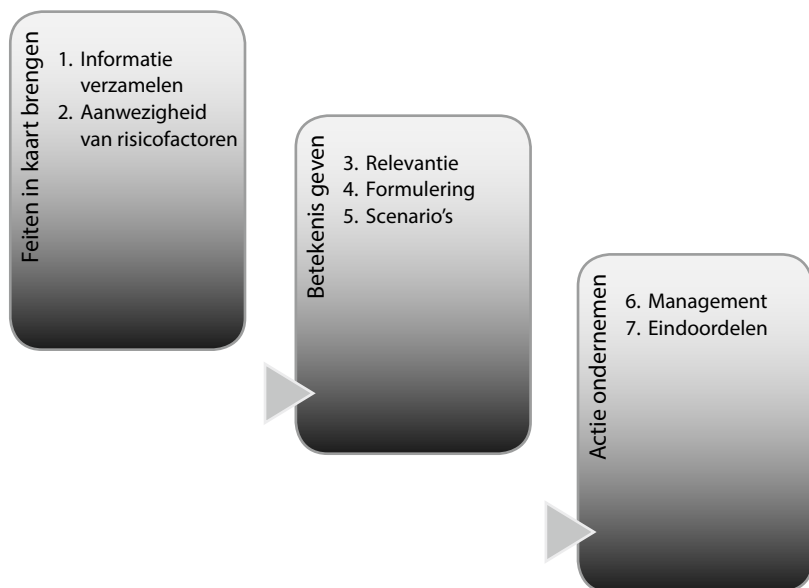 Feiten in kaart brengen
1. Informatie
verzamelen
2. Aanwezigheid
van risicofactoren
Betekenis geven
3. Relevantie
4. Formulering
5. Scenario's
Actie ondernemen
6. Management
7. Eindoordelen